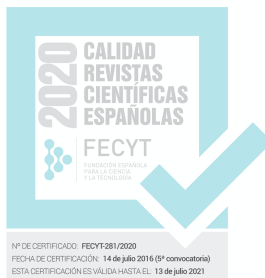 2020
CALIDAD
REVISTAS
CIENTÍFICAS
ESPAÑOLAS
FECYT
FUNDACIÓN ESPAÑOLA
PARA LA CIENCIA
Y LA TECNOLOGÍA
Nº DE CERTIFICADO: FECYT-281/2020
FECHA DE CERTIFICACIÓN: 14 de julio 2016 (5ª convocatoria)
ESTA CERTIFICACIÓN ES VÁLIDA HASTA EL: 13 de julio 2021